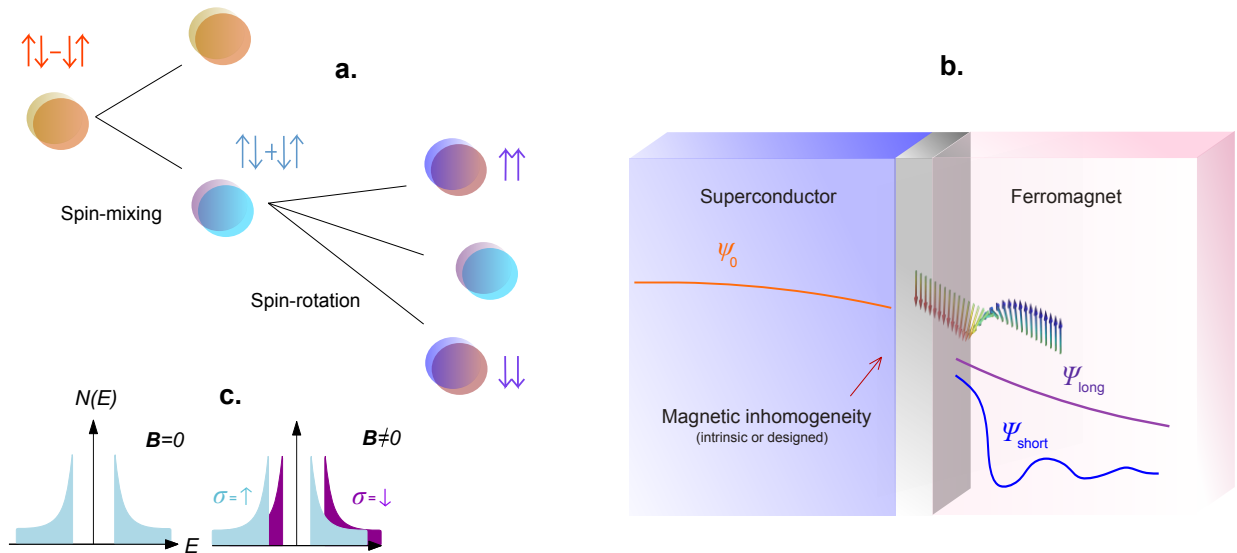 a.
↑↓−↓↑
↑↓+↓↑
Spin-mixing
Spin-rotation
↑↑
↓↓
b.
Superconductor
Ferromagnet
ψ₀
Magnetic inhomogeneity
(intrinsic or designed)
Ψlong
Ψshort
c.
N(E)
B=0
B≠0
σ=↑
σ=↓
E